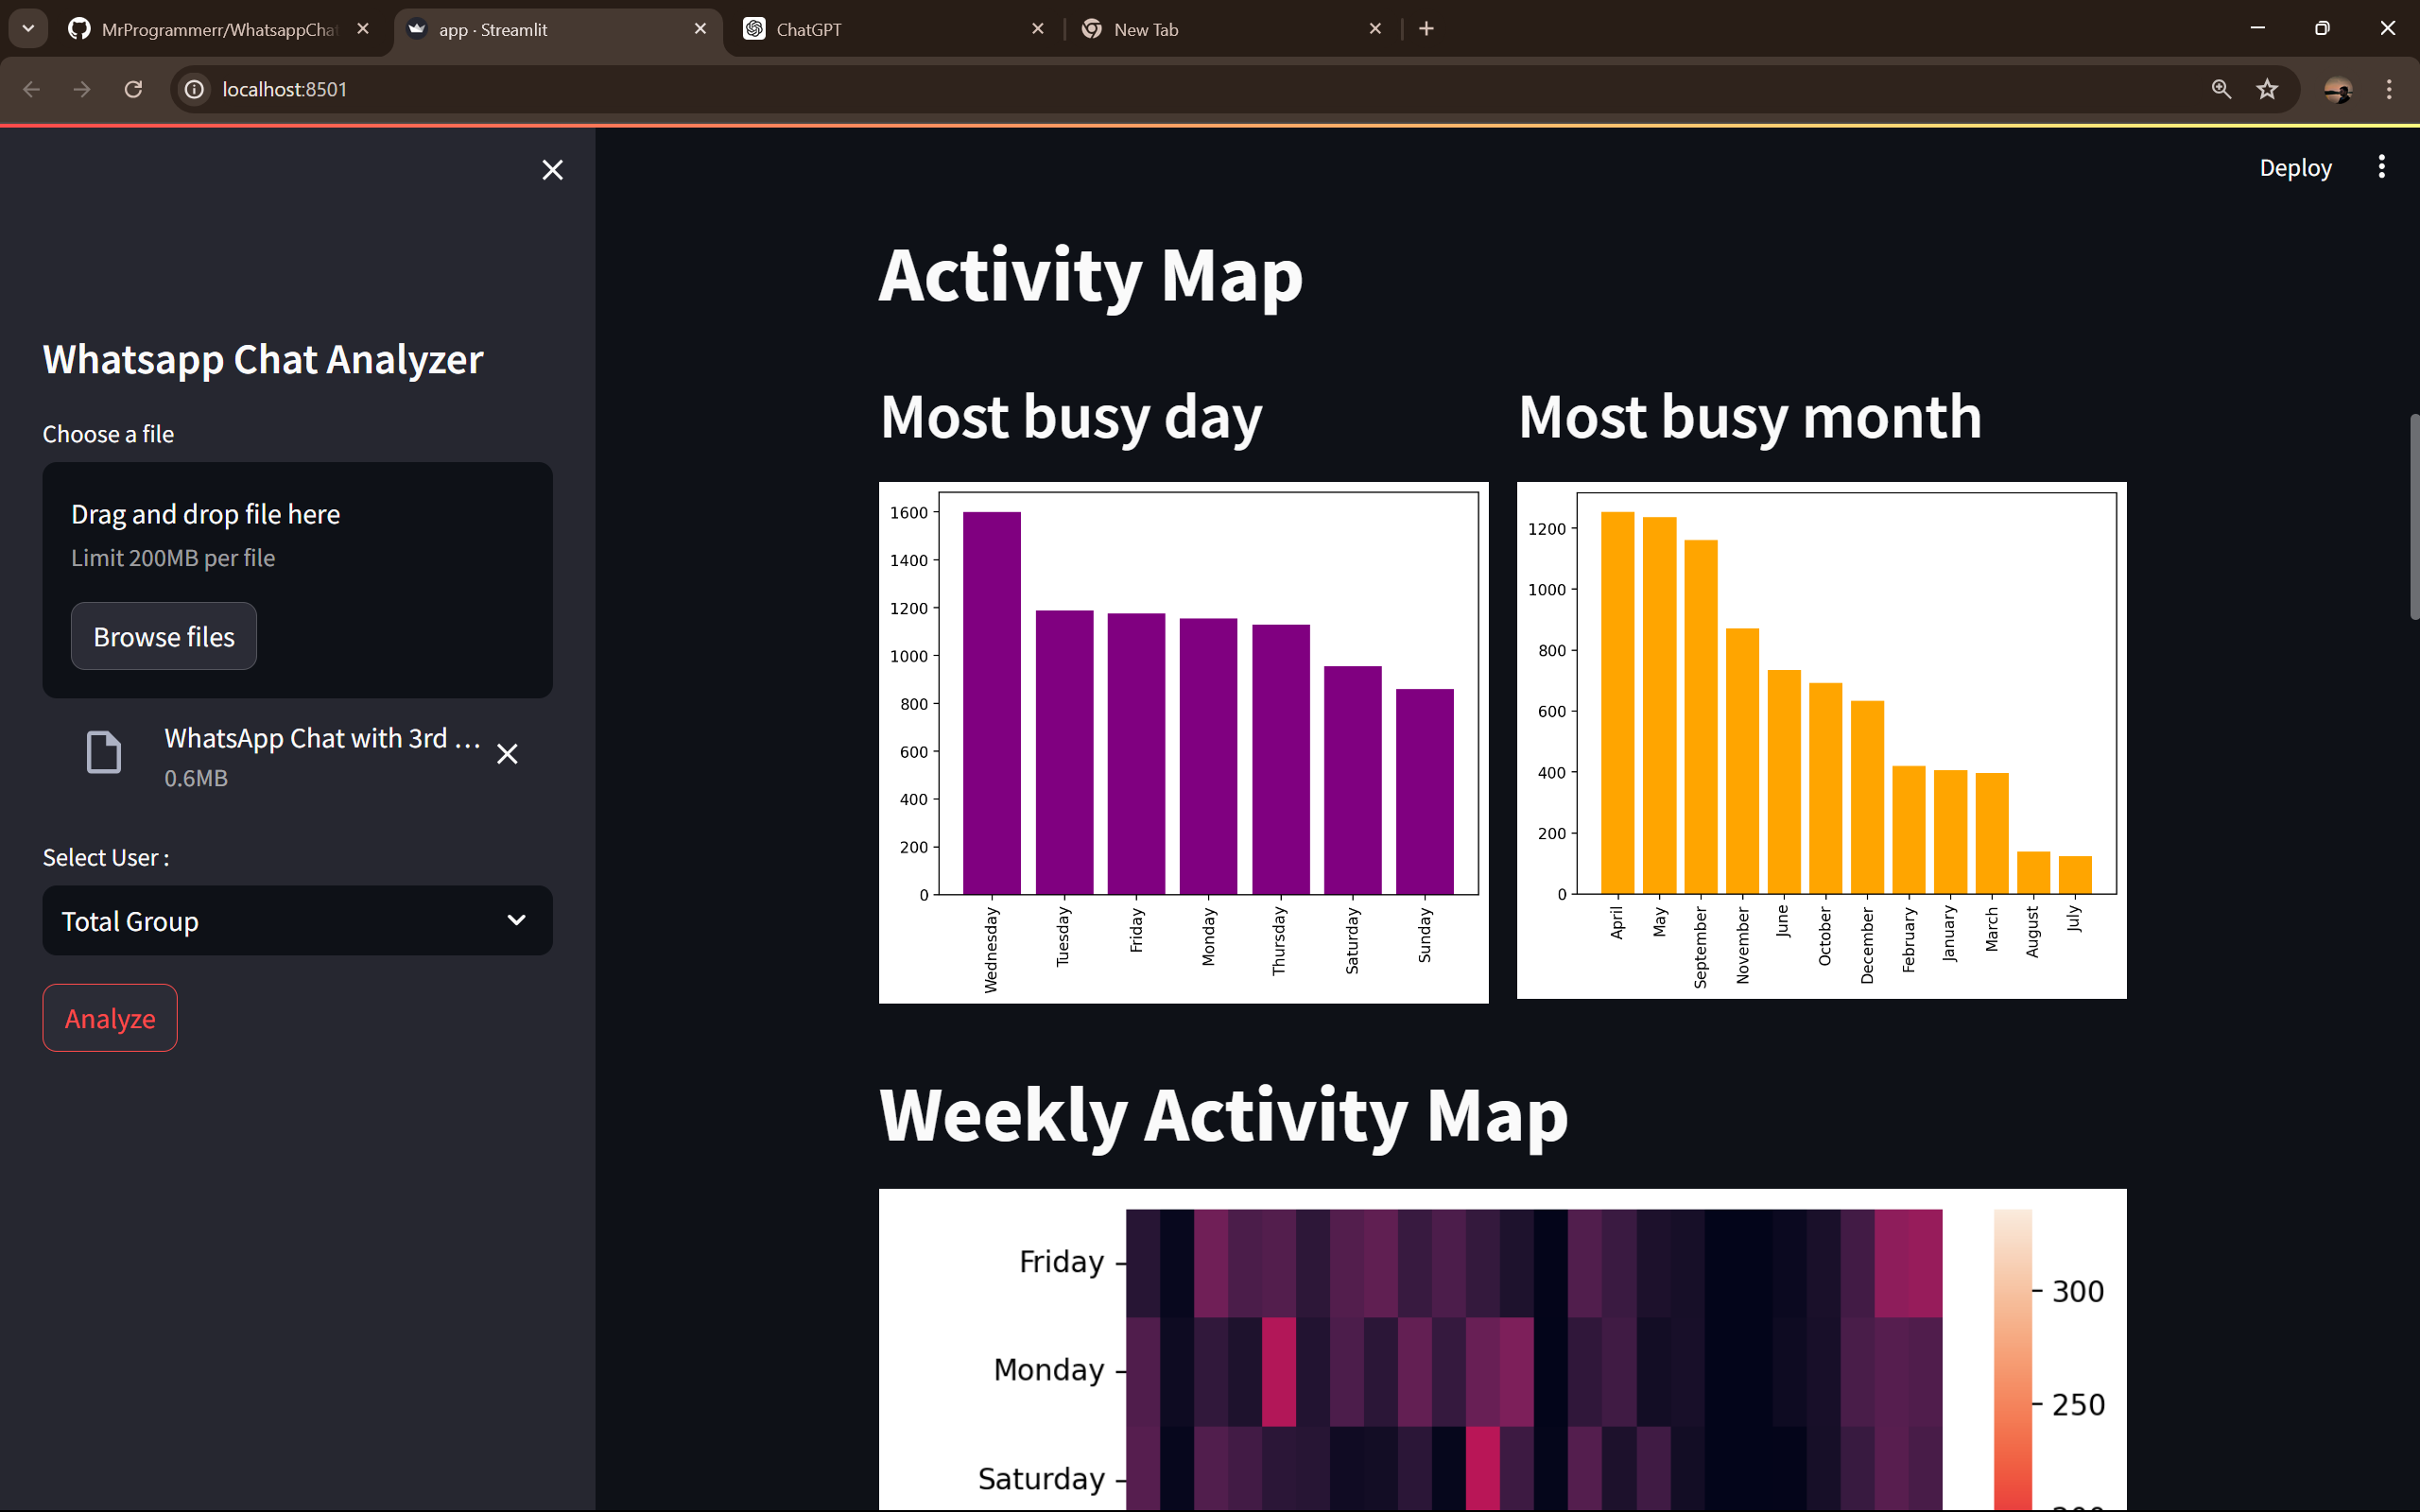 MrProgrammerr/WhatsappChat
app · Streamlit
ChatGPT
New Tab
localhost:8501
Deploy
Whatsapp Chat Analyzer
Choose a file
Drag and drop file here
Limit 200MB per file
Browse files
WhatsApp Chat with 3rd ...
0.6MB
Select User :
Total Group
Analyze
Activity Map
Most busy day
1600
1400
1200
1000
800
600
400
200
0
Wednesday
Tuesday
Friday
Monday
Thursday
Saturday
Sunday
Most busy month
1200
1000
800
600
400
200
0
April
May
September
November
June
October
December
February
January
March
August
July
Weekly Activity Map
Friday
Monday
Saturday
300
250